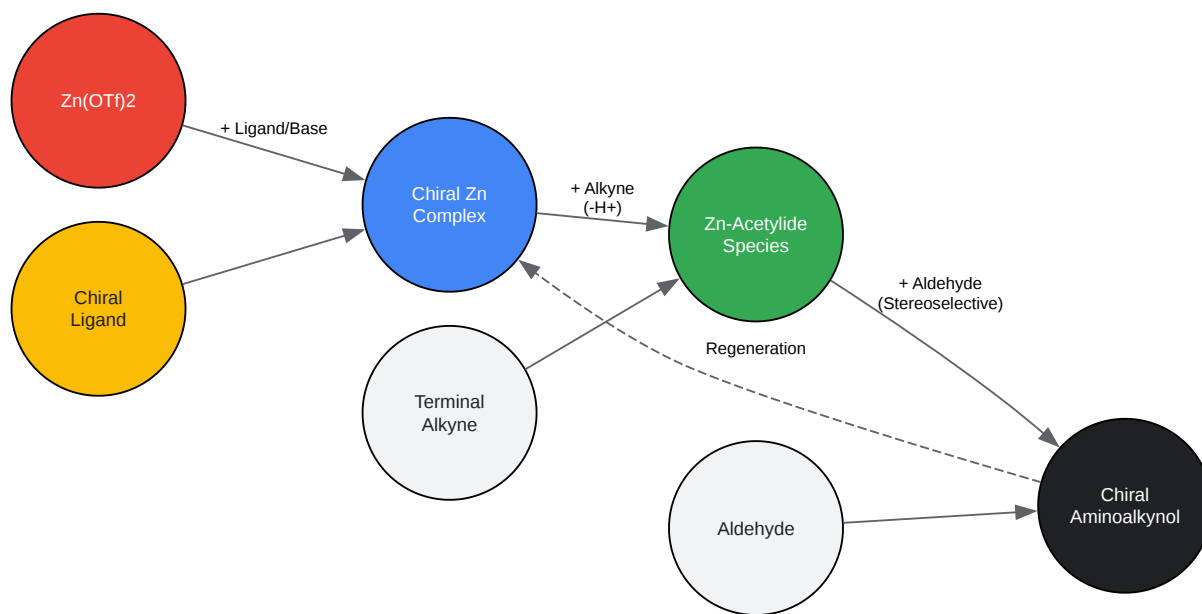 Zn(OTf)2
+ Ligand/Base
Chiral Zn
Complex
+ Alkyne
(-H+)
Zn-Acetylide
Species
Chiral
Ligand
+ Aldehyde
(Stereoselective)
Regeneration
Terminal
Alkyne
Aldehyde
Chiral
Aminoalkynol